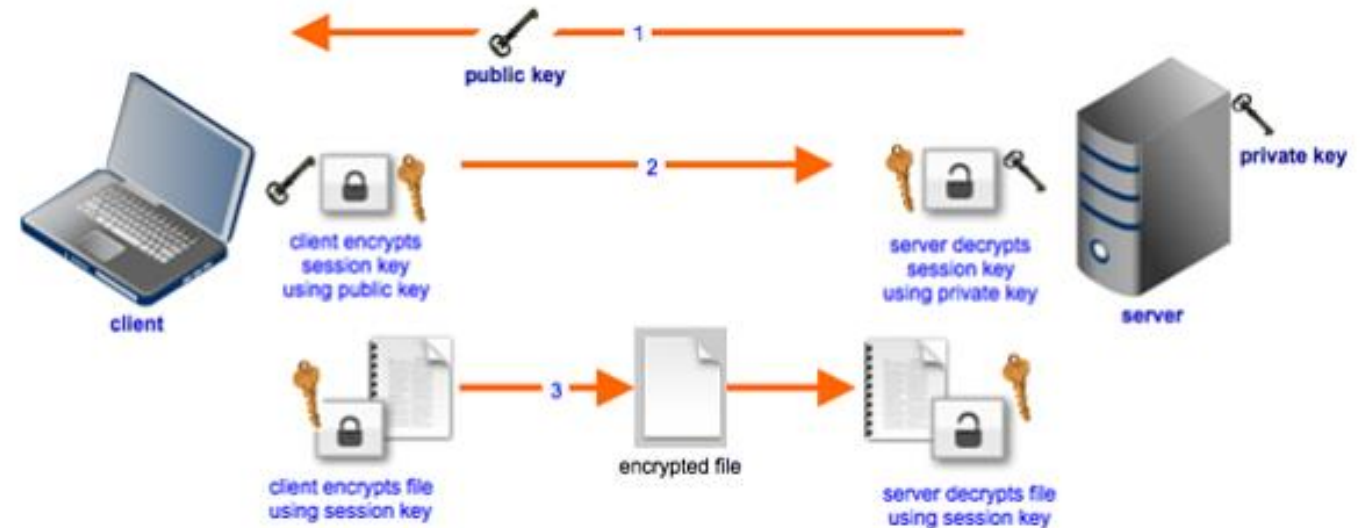 1
public key
private key
2
client encrypts
session key
using public key
server decrypts
session key
using private key
client
server
3
encrypted file
client encrypts file
using session key
server decrypts file
using session key